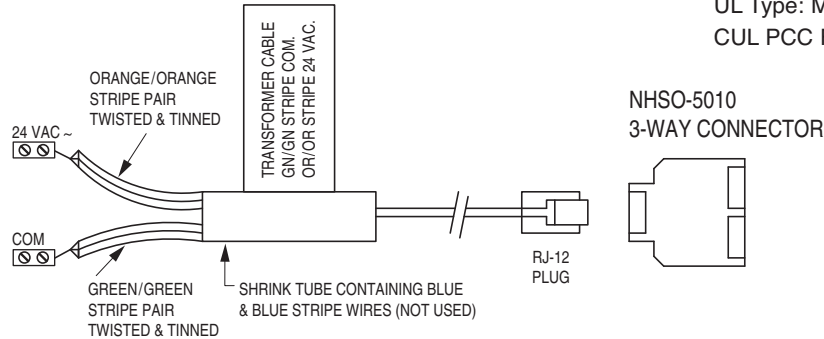 UL Type: M
CUL PCC
NHSO-5010
3-WAY CONNECTOR
ORANGE/ORANGE
STRIPE PAIR
TWISTED & TINNED
24 VAC ~
TRANSFORMER CABLE
GN/GN STRIPE COM.
OR/OR STRIPE 24 VAC.
COM
GREEN/GREEN
STRIPE PAIR
TWISTED & TINNED
SHRINK TUBE CONTAINING BLUE
& BLUE STRIPE WIRES (NOT USED)
RJ-12
PLUG